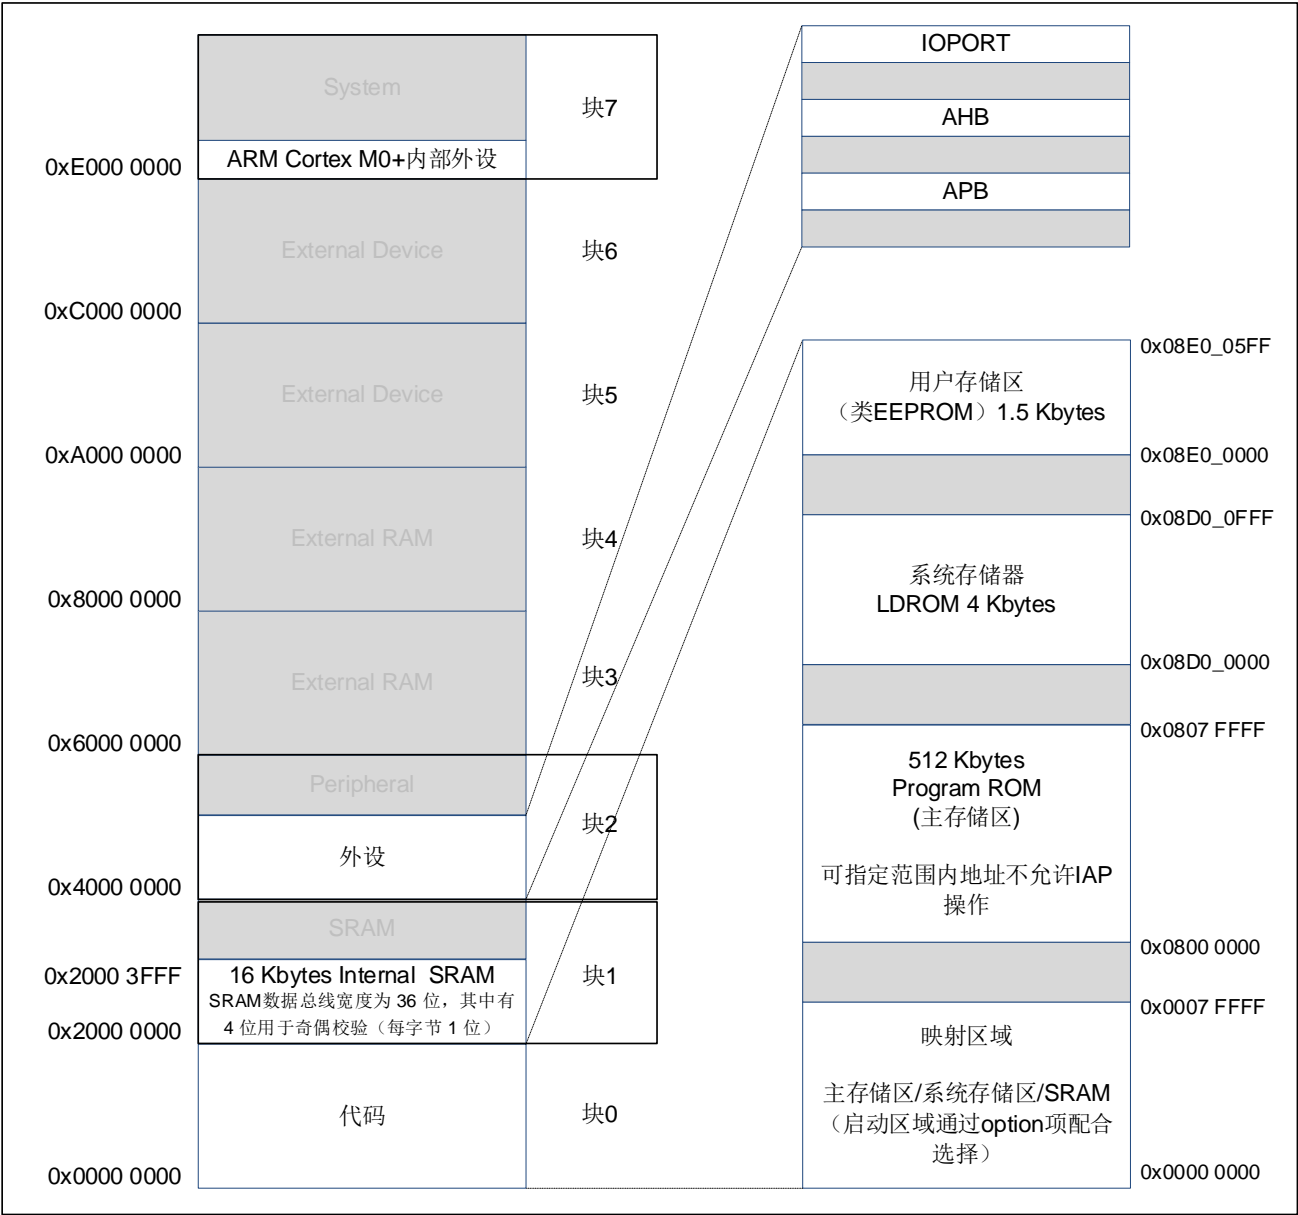 System
块7
0xE000 0000
ARM Cortex M0+内部外设
External Device
块6
0xC000 0000
External Device
块5
0xA000 0000
External RAM
块4
0x8000 0000
External RAM
块3
0x6000 0000
Peripheral
块2
外设
0x4000 0000
SRAM
0x2000 3FFF
16 Kbytes Internal SRAM
块1
SRAM数据总线宽度为 36 位，其中有
4 位用于奇偶校验（每字节 1 位）
0x2000 0000
代码
块0
0x0000 0000
IOPORT
AHB
APB
0x08E0_05FF
用户存储区
（类EEPROM）1.5 Kbytes
0x08E0_0000
0x08D0_0FFF
系统存储器
LDROM 4 Kbytes
0x08D0_0000
0x0807 FFFF
512 Kbytes
Program ROM
(主存储区)
可指定范围内地址不允许IAP
操作
0x0800 0000
0x0007 FFFF
映射区域
主存储区/系统存储区/SRAM
（启动区域通过option项配合
选择）
0x0000 0000